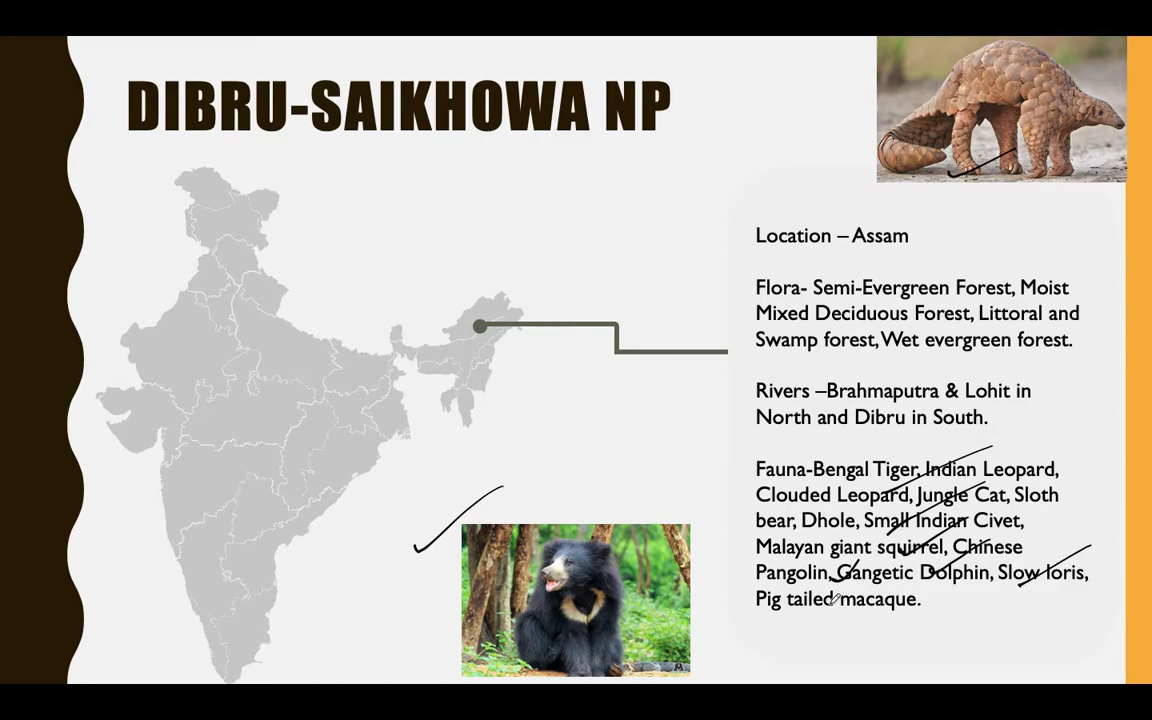 DIBRU-SAIKHOWA NP
Location – Assam
Flora- Semi-Evergreen Forest, Moist
Mixed Deciduous Forest, Littoral and
Swamp forest, Wet evergreen forest.
Rivers –Brahmaputra & Lohit in
North and Dibru in South.
Fauna-Bengal Tiger, Indian Leopard,
Clouded Leopard, Jungle Cat, Sloth
bear, Dhole, Small Indian Civet,
Malayan giant squirrel, Chinese
Pangolin, Gangetic Dolphin, Slow loris,
Pig tailed macaque.